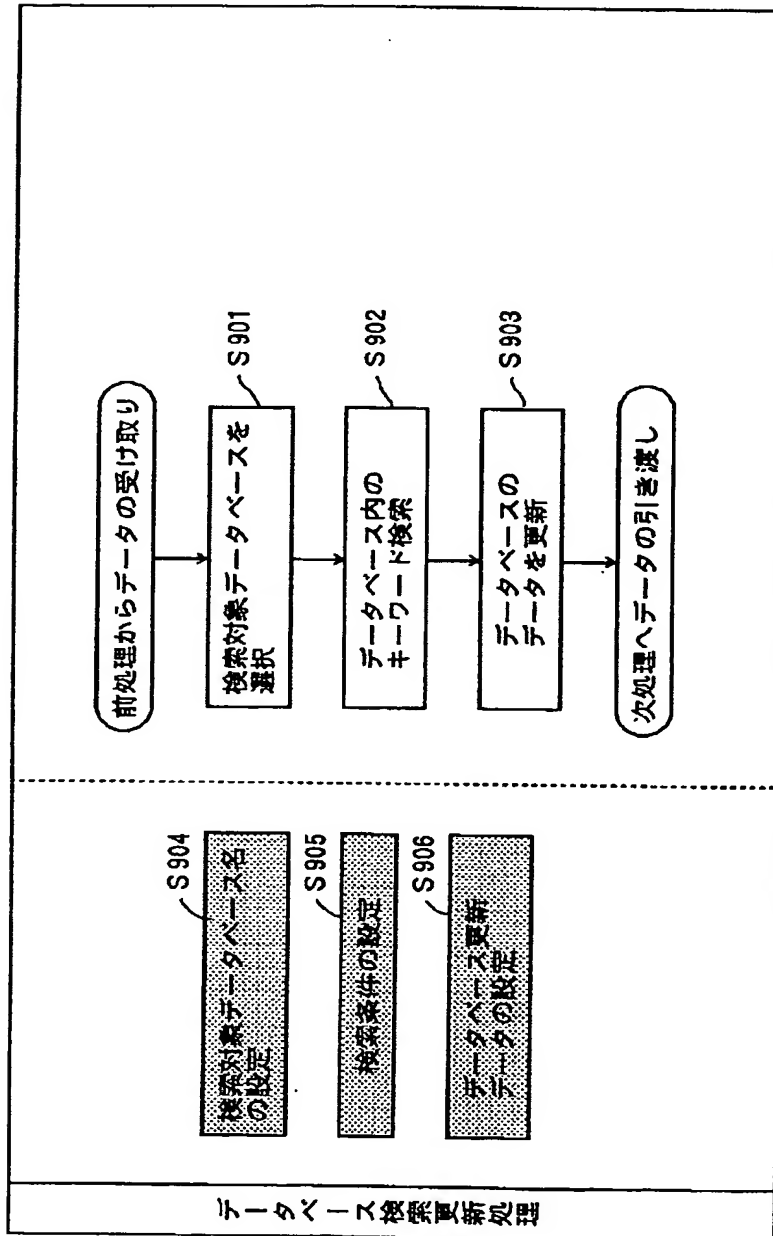 データベース検索更新処理
S904
検索対象データベース名
の設定
S905
検索条件の設定
S906
データベース更新
データの設定
前処理からデータの受け取り
S901
検索対象データベースを
選択
S902
データベース内の
キーワード検索
S903
データベースの
データを更新
次処理へデータの引き渡し